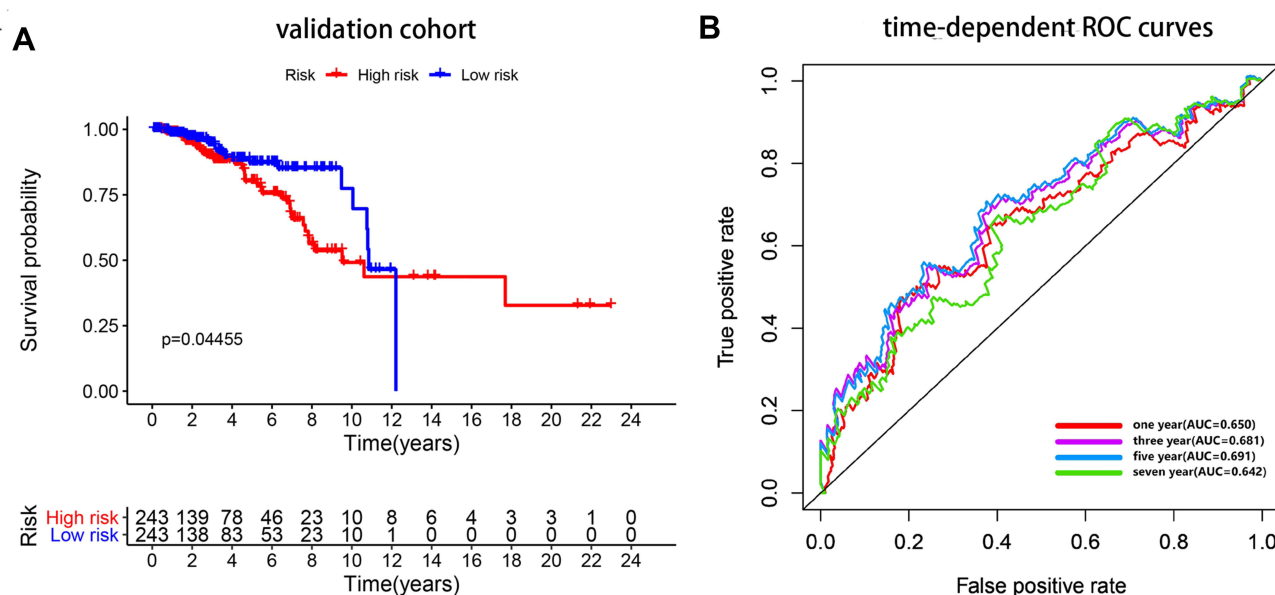 A
validation cohort
Risk High risk Low risk
Survival probability
1.00
0.75
0.50
0.25
0.00
p=0.04455
0 2 4 6 8 10 12 14 16 18 20 22 24
Time(years)
Risk
High risk 243 139 78 46 23 10 8 6 4 3 3 1 0
Low risk 243 138 83 53 23 10 1 0 0 0 0 0 0
0 2 4 6 8 10 12 14 16 18 20 22 24
Time(years)
B
time-dependent ROC curves
True positive rate
1.0
0.8
0.6
0.4
0.2
0.0
one year(AUC=0.650)
three year(AUC=0.681)
five year(AUC=0.691)
seven year(AUC=0.642)
0.0 0.2 0.4 0.6 0.8 1.0
False positive rate